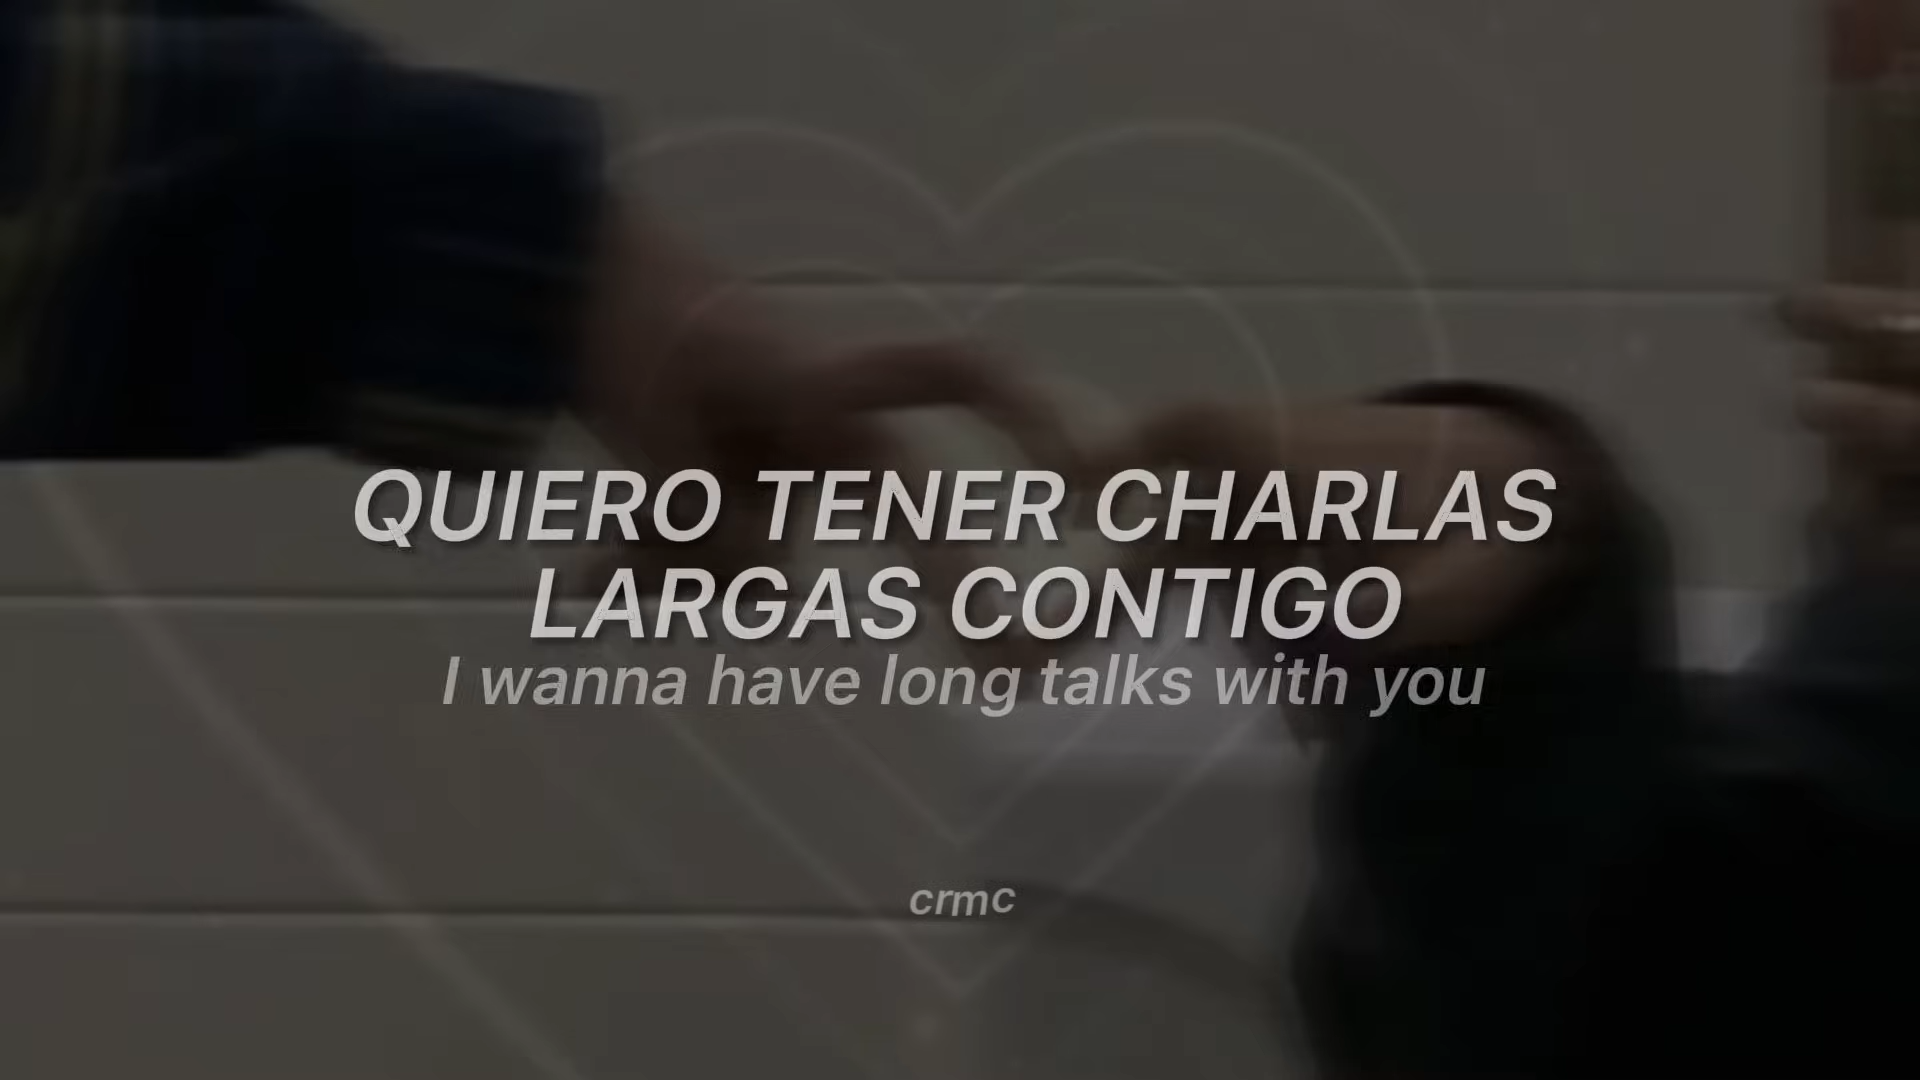 QUIERO TENER CHARLAS
LARGAS CONTIGO
I wanna have long talks with you
crmc